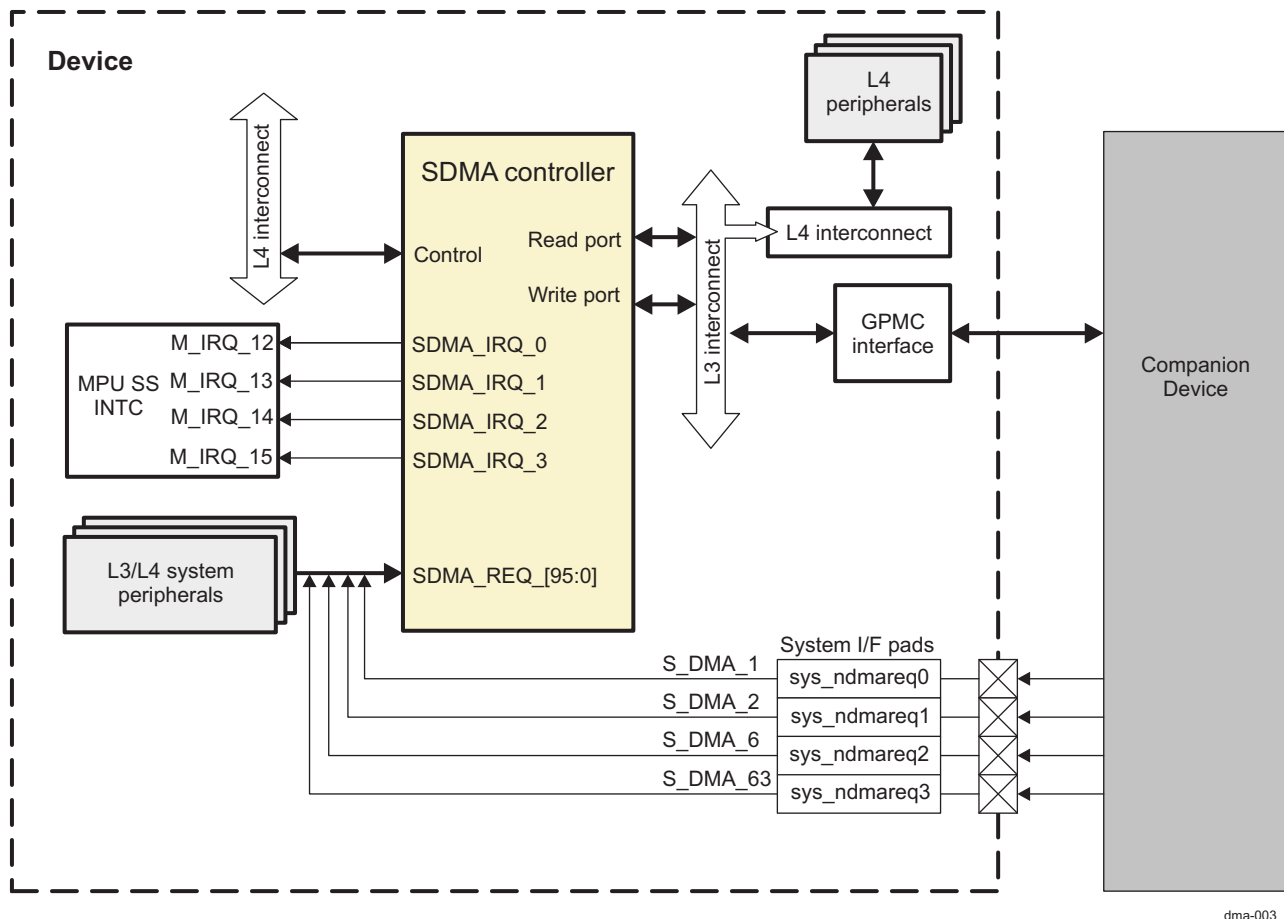 Device
L4
peripherals
L4 interconnect
SDMA controller
Read port
L4 interconnect
Control
L3 interconnect
Write port
GPMC
interface
M_IRQ_12
SDMA_IRQ_0
MPU SS
INTC
M_IRQ_13
SDMA_IRQ_1
M_IRQ_14
SDMA_IRQ_2
M_IRQ_15
SDMA_IRQ_3
Companion
Device
L3/L4 system
peripherals
SDMA_REQ_[95:0]
System I/F pads
S_DMA_1
sys_ndmareq0
S_DMA_2
sys_ndmareq1
S_DMA_6
sys_ndmareq2
S_DMA_63
sys_ndmareq3
dma-003